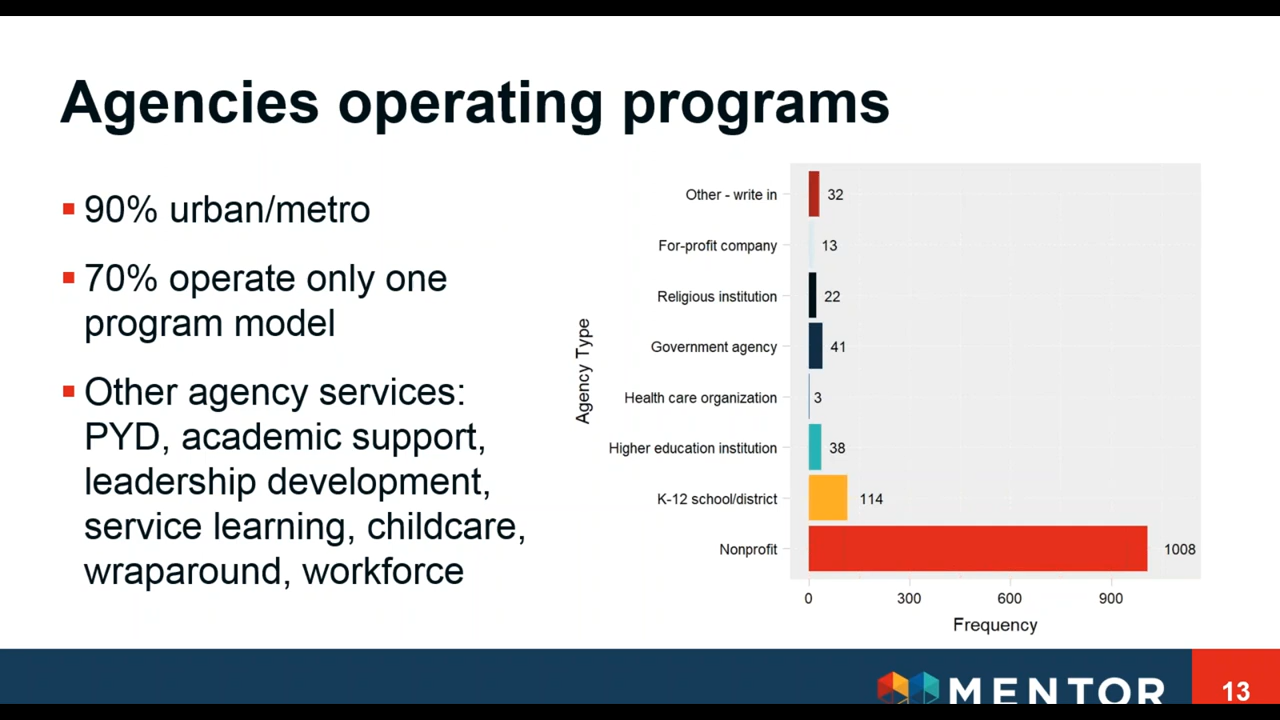 Agencies operating programs
90% urban/metro
70% operate only one
program model
Other agency services:
PYD, academic support,
leadership development,
service learning, childcare,
wraparound, workforce
Agency Type
Other - write in
32
For-profit company
13
Religious institution
22
Government agency
41
Health care organization
3
Higher education institution
38
K-12 school/district
114
Nonprofit
1008
0 300 600 900
Frequency
MENTOR
13